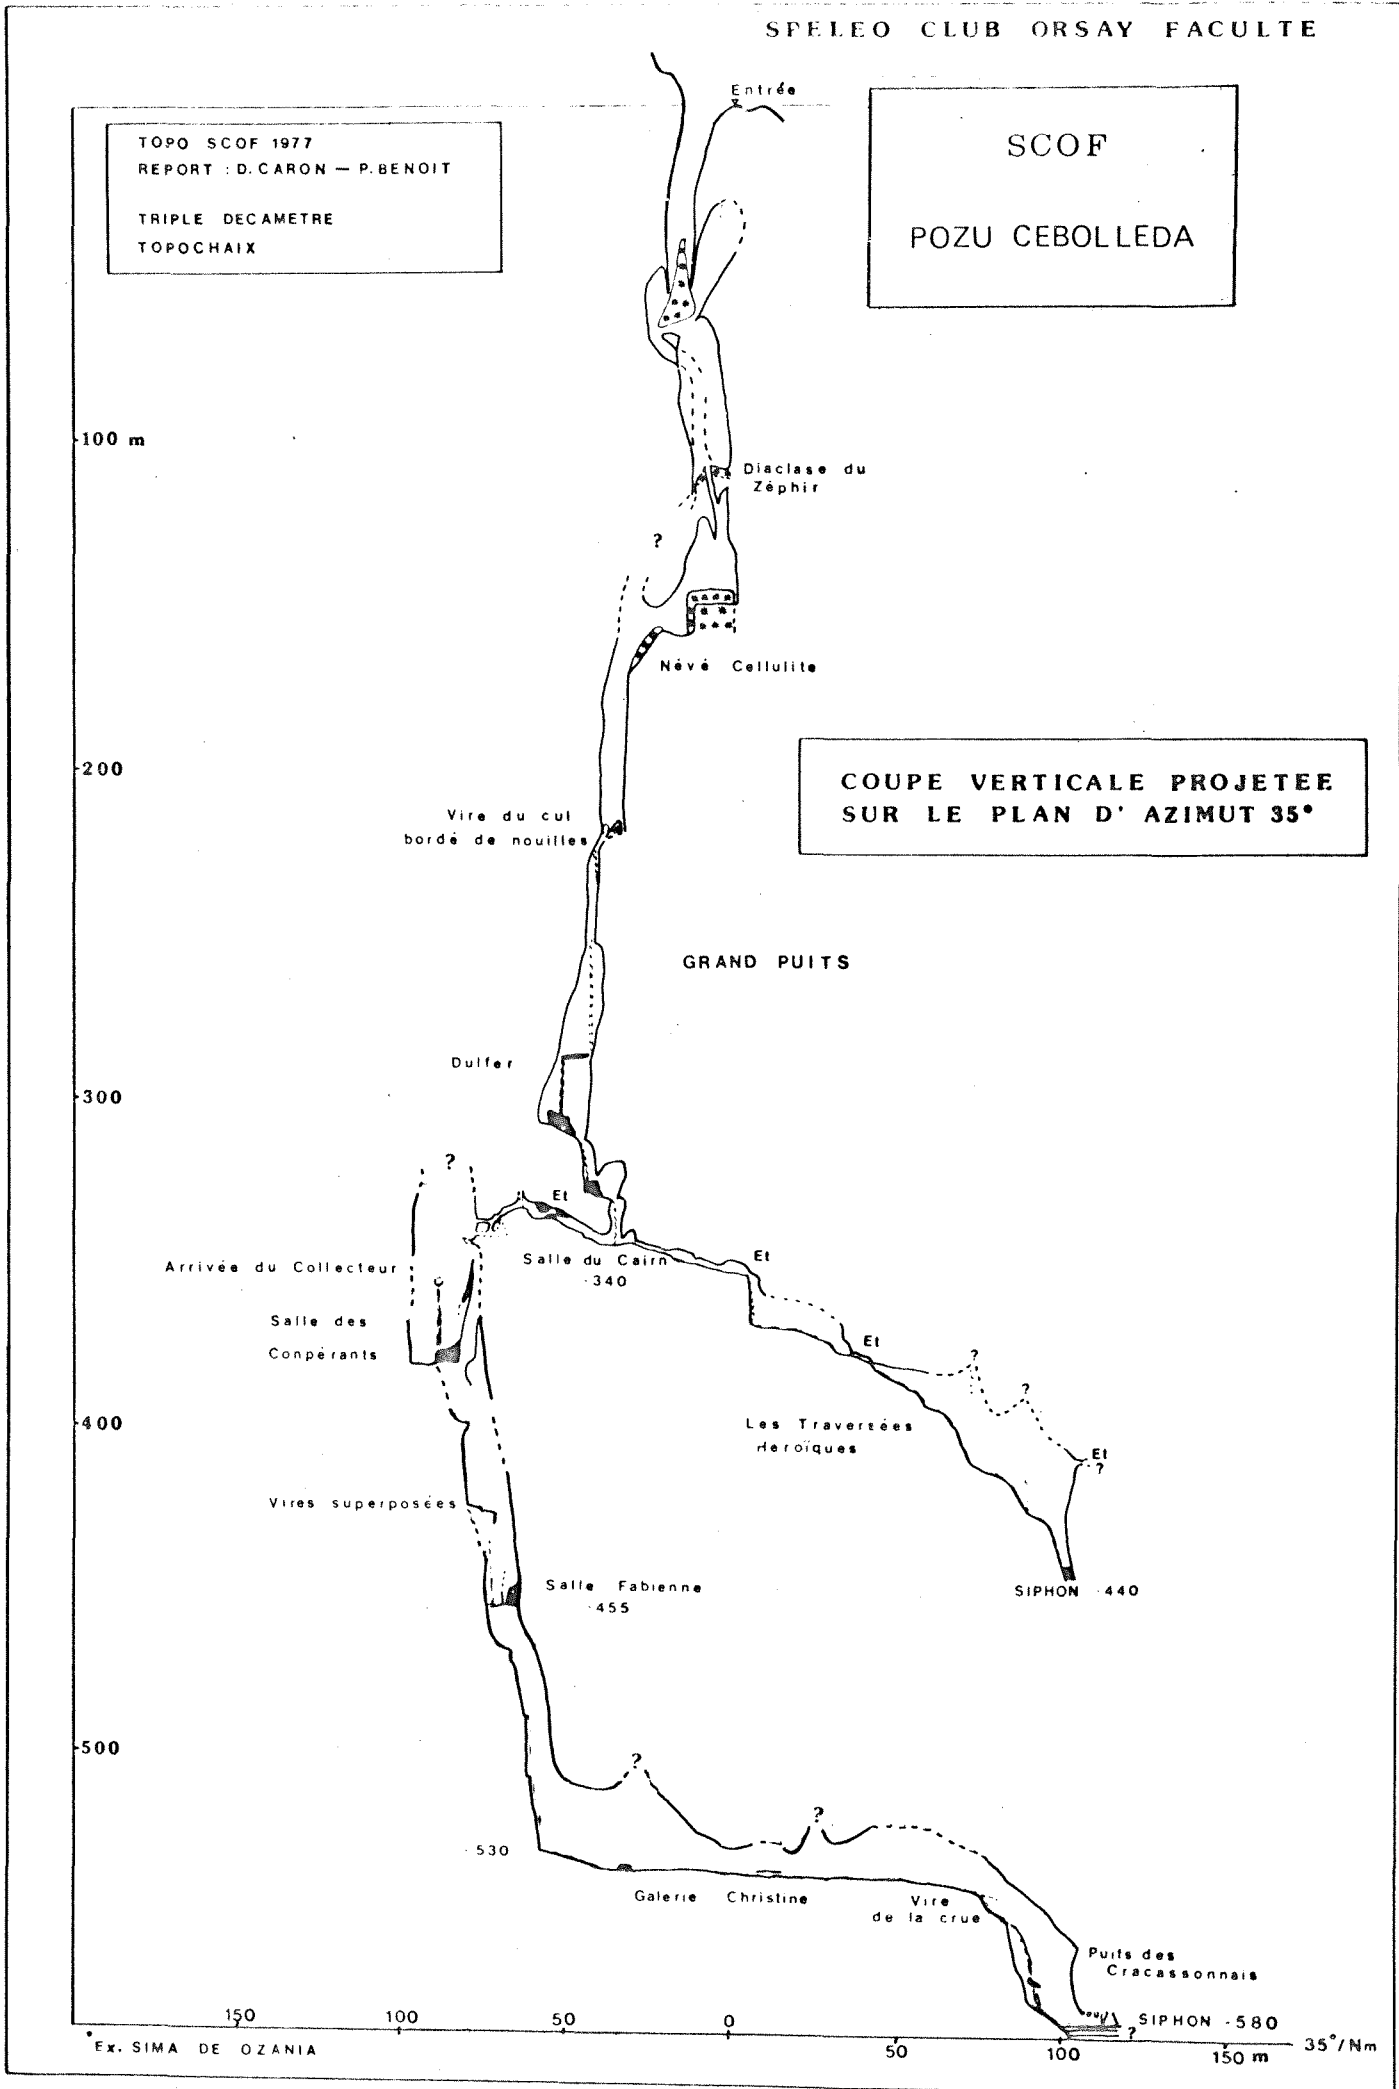 SPELEO CLUB ORSAY FACULTE
Entrée
TOPO SCOF 1977
REPORT : D. CARON — P. BENOIT
TRIPLE DECAMETRE
TOPOCHAIX
SCOF
POZU CEBOLLEDA
100 m
Diaclase du
Zéphir
?
Névé Cellulite
200
COUPE VERTICALE PROJETEE
SUR LE PLAN D' AZIMUT 35°
Vire du cul
bordé de nouilles
GRAND PUITS
Dulfer
300
?
Et
Salle du Cairn
-340
Et
Arrivée du Collecteur
Salle des
Conpérants
Et
?
?
400
Les Traversées
Heroïques
Et
?
Vires superposées
Salle Fabienne
-455
SIPHON -440
500
?
?
-530
Galerie Christine
Vire
de la crue
Puits des
Cracassonnais
SIPHON -580
?
150 100 50 0 50 100 150 m
35°/Nm
*Ex. SIMA DE OZANIA